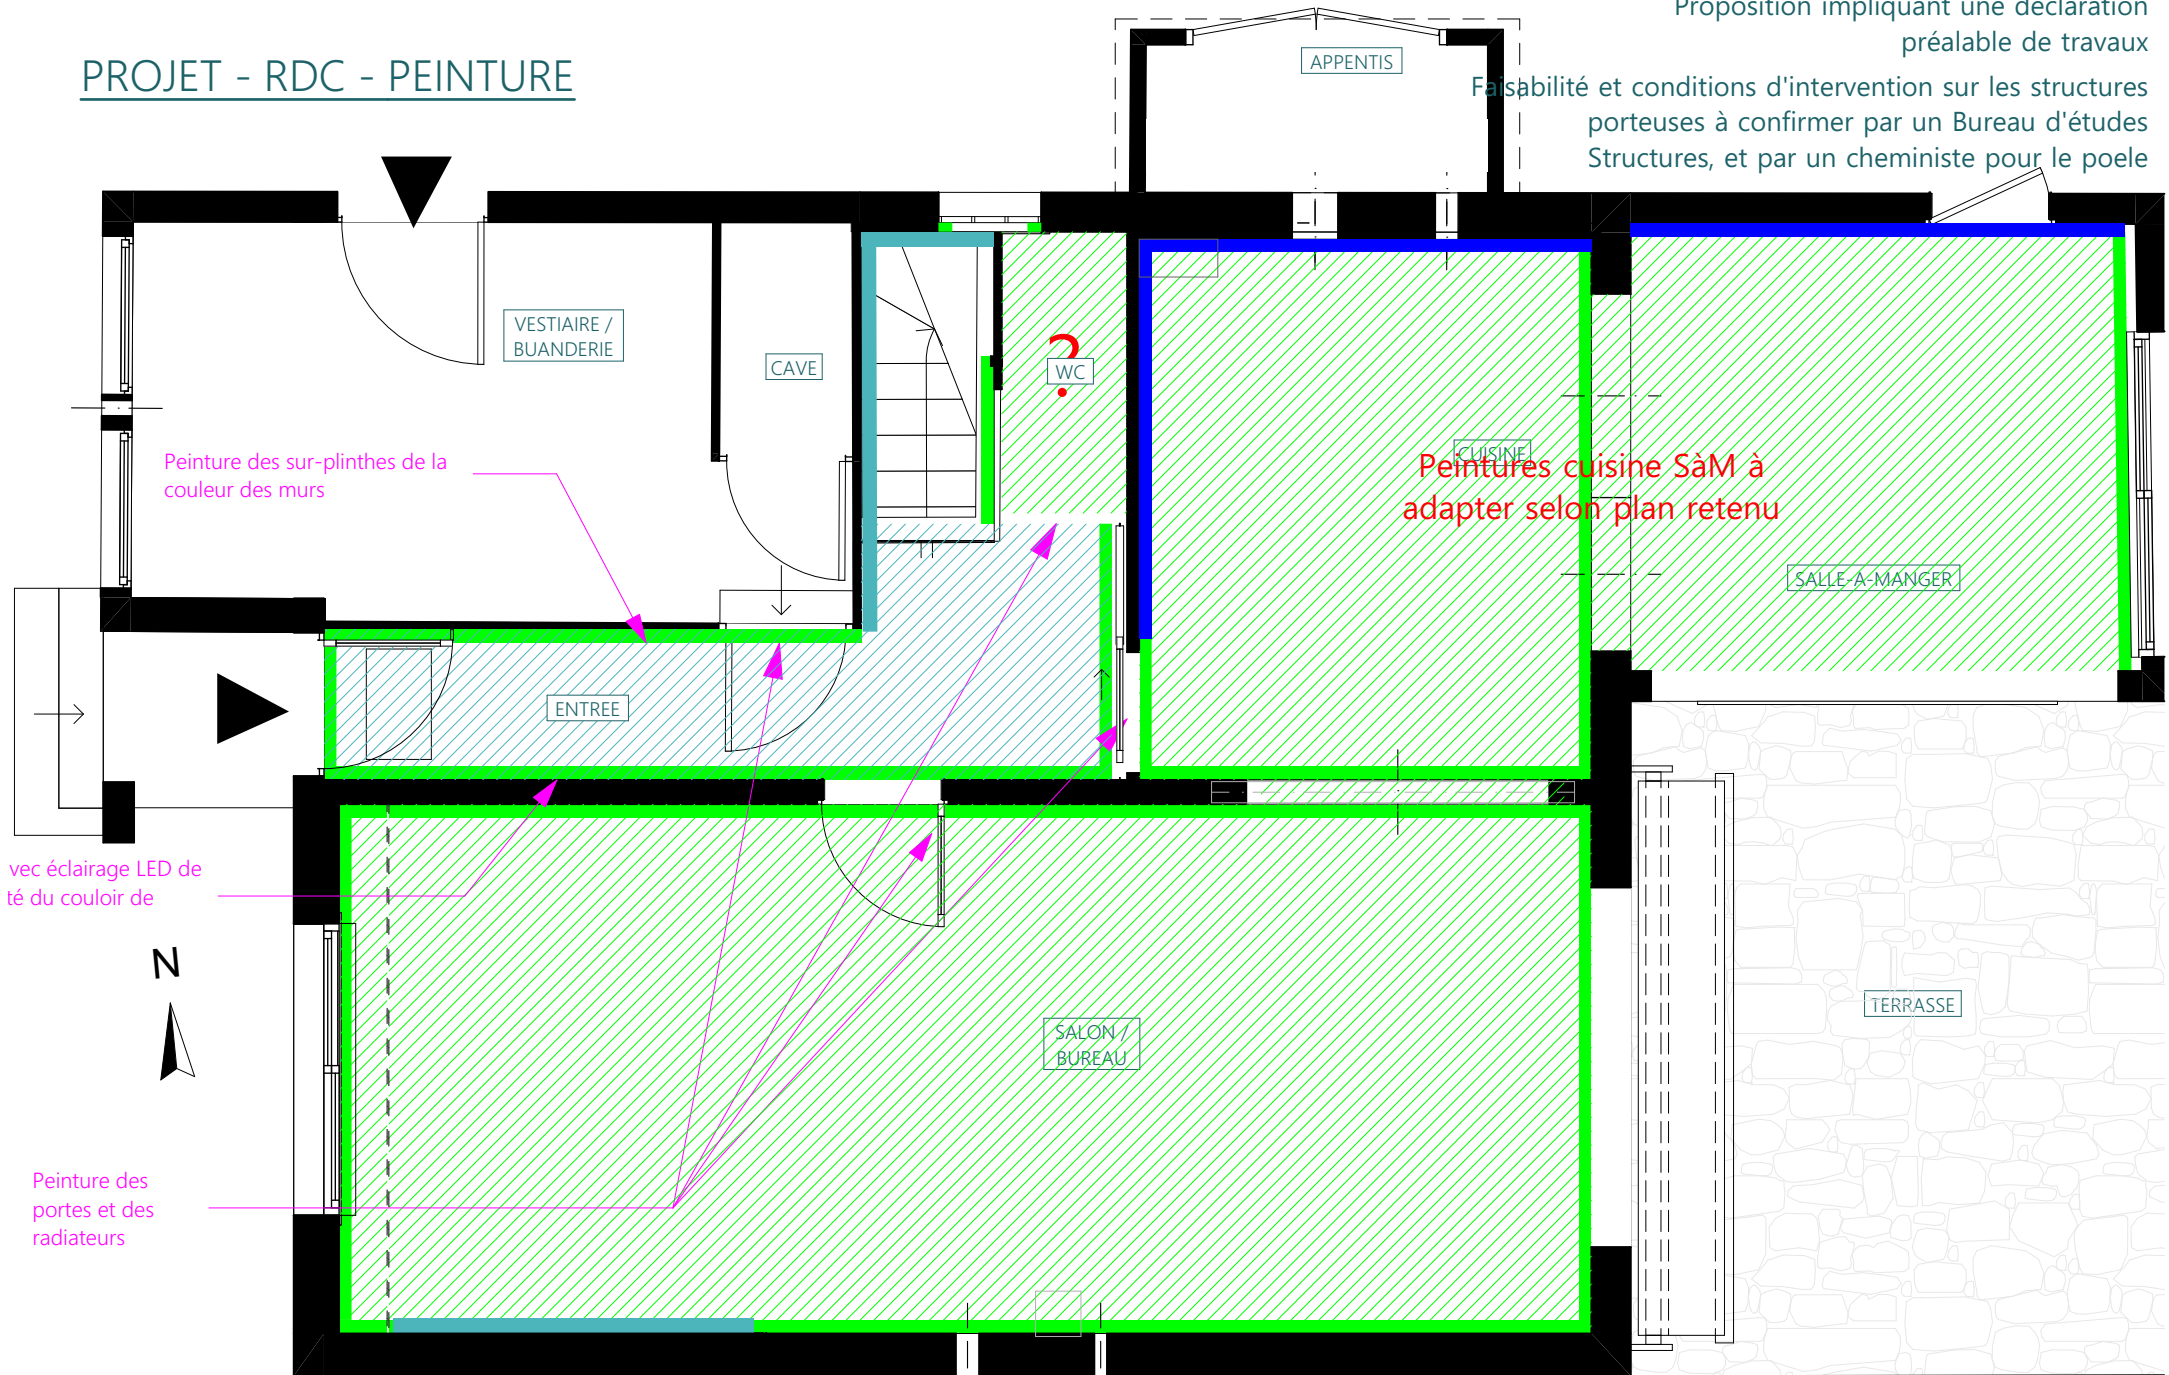 Proposition impliquant une déclaration
préalable de travaux
PROJET - RDC - PEINTURE
APPENTIS
Faisabilité et conditions d'intervention sur les structures
porteuses à confirmer par un Bureau d'études
Structures, et par un cheministe pour le poele
VESTIAIRE /
BUANDERIE
CAVE
?
WC
Peinture des sur-plinthes de la
couleur des murs
CUISINE
Peintures cuisine SàM à
adapter selon plan retenu
SALLE-A-MANGER
ENTREE
vec éclairage LED de
té du couloir de
N
SALON /
BUREAU
TERRASSE
Peinture des
portes et des
radiateurs